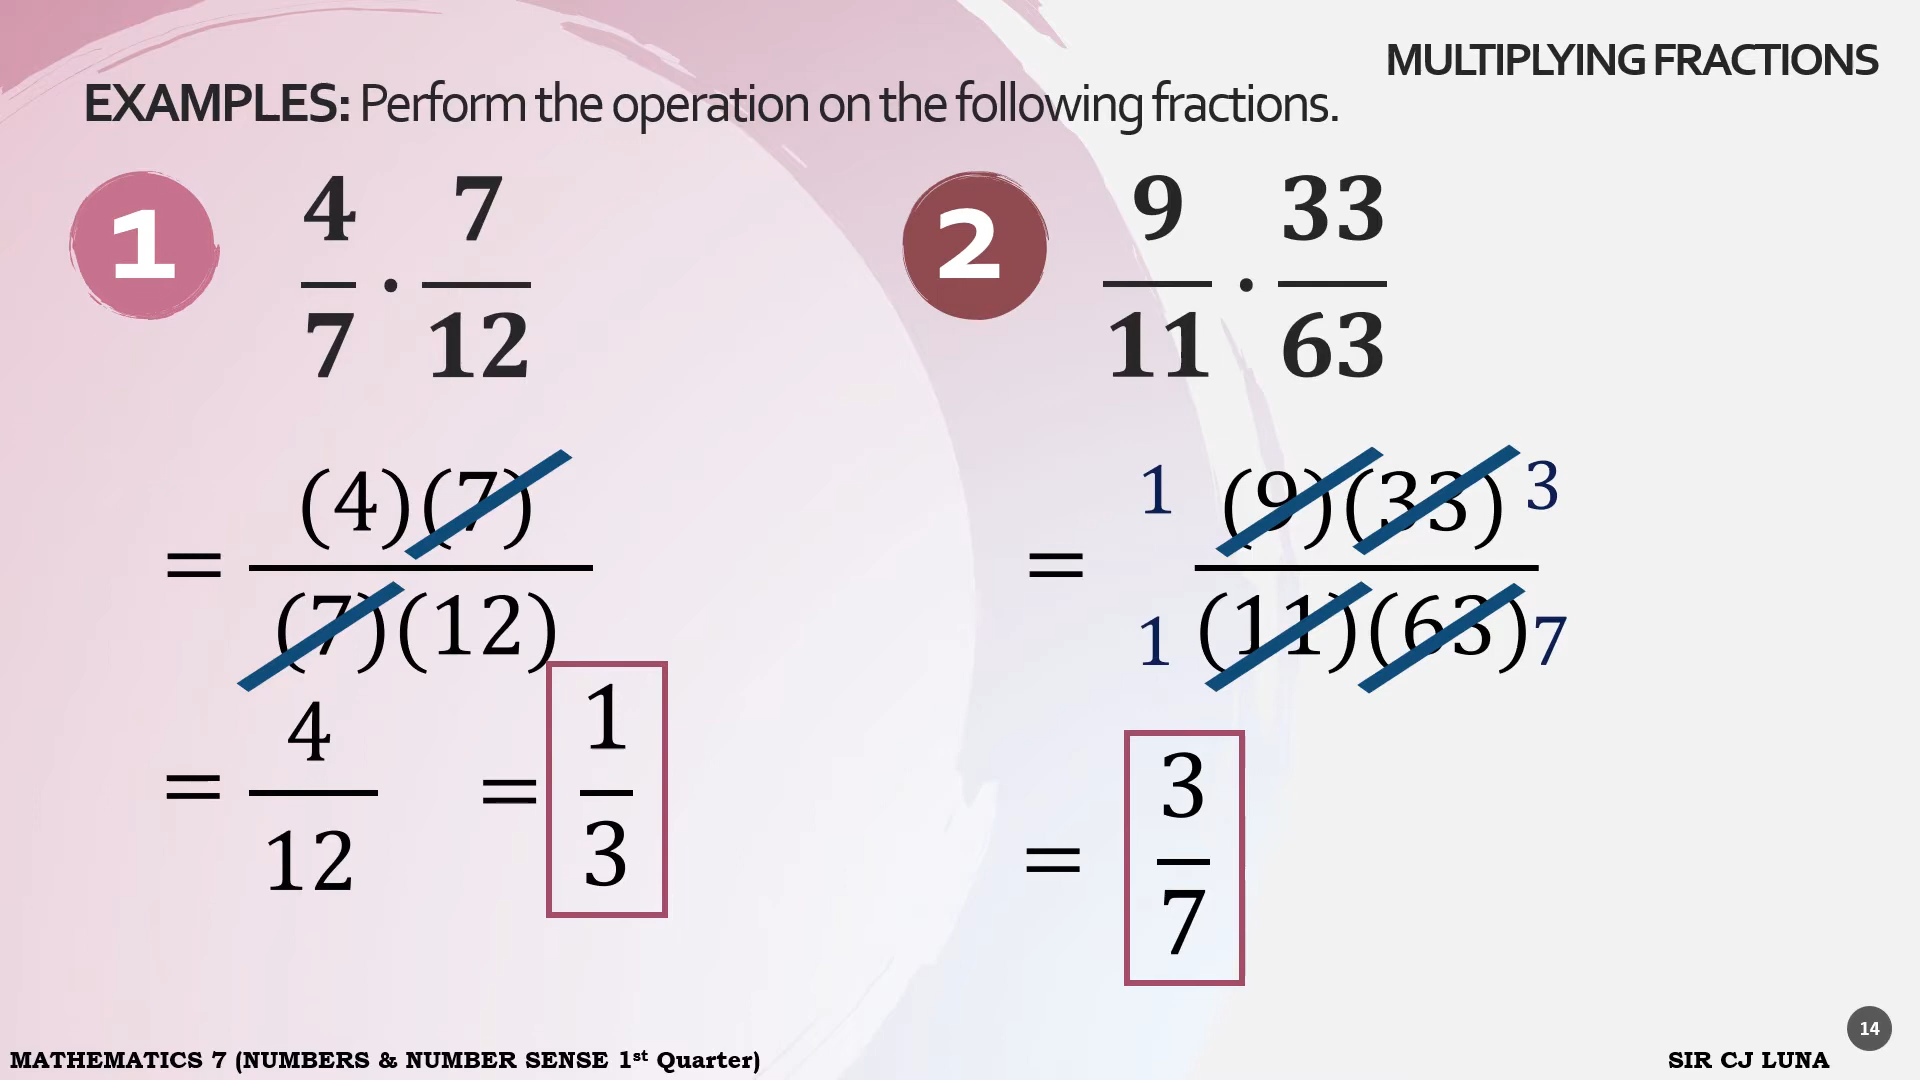 MULTIPLYING FRACTIONS
EXAMPLES: Perform the operation on the following fractions.
1
4/7 · 7/12
= (4)(7)/(7)(12)
= 4/12 = 1/3
2
9/11 · 33/63
1 (9)(33) 3
=
1 (11)(63) 7
= 3/7
14
MATHEMATICS 7 (NUMBERS & NUMBER SENSE 1st Quarter)
SIR CJ LUNA